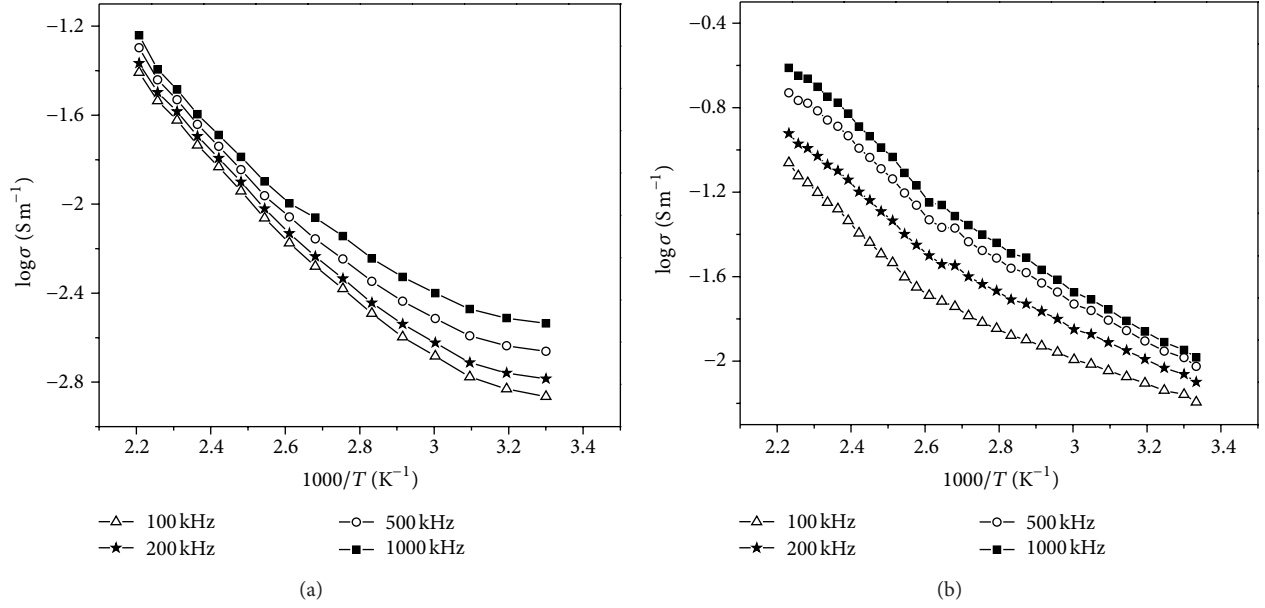 −1.2
−1.6
−2
−2.4
−2.8
log σ (S m⁻¹)
2.2 2.4 2.6 2.8 3 3.2 3.4
1000/T (K⁻¹)
100 kHz 500 kHz
200 kHz 1000 kHz
(a)
−0.4
−0.8
−1.2
−1.6
−2
log σ (S m⁻¹)
2.2 2.4 2.6 2.8 3 3.2 3.4
1000/T (K⁻¹)
100 kHz 500 kHz
200 kHz 1000 kHz
(b)